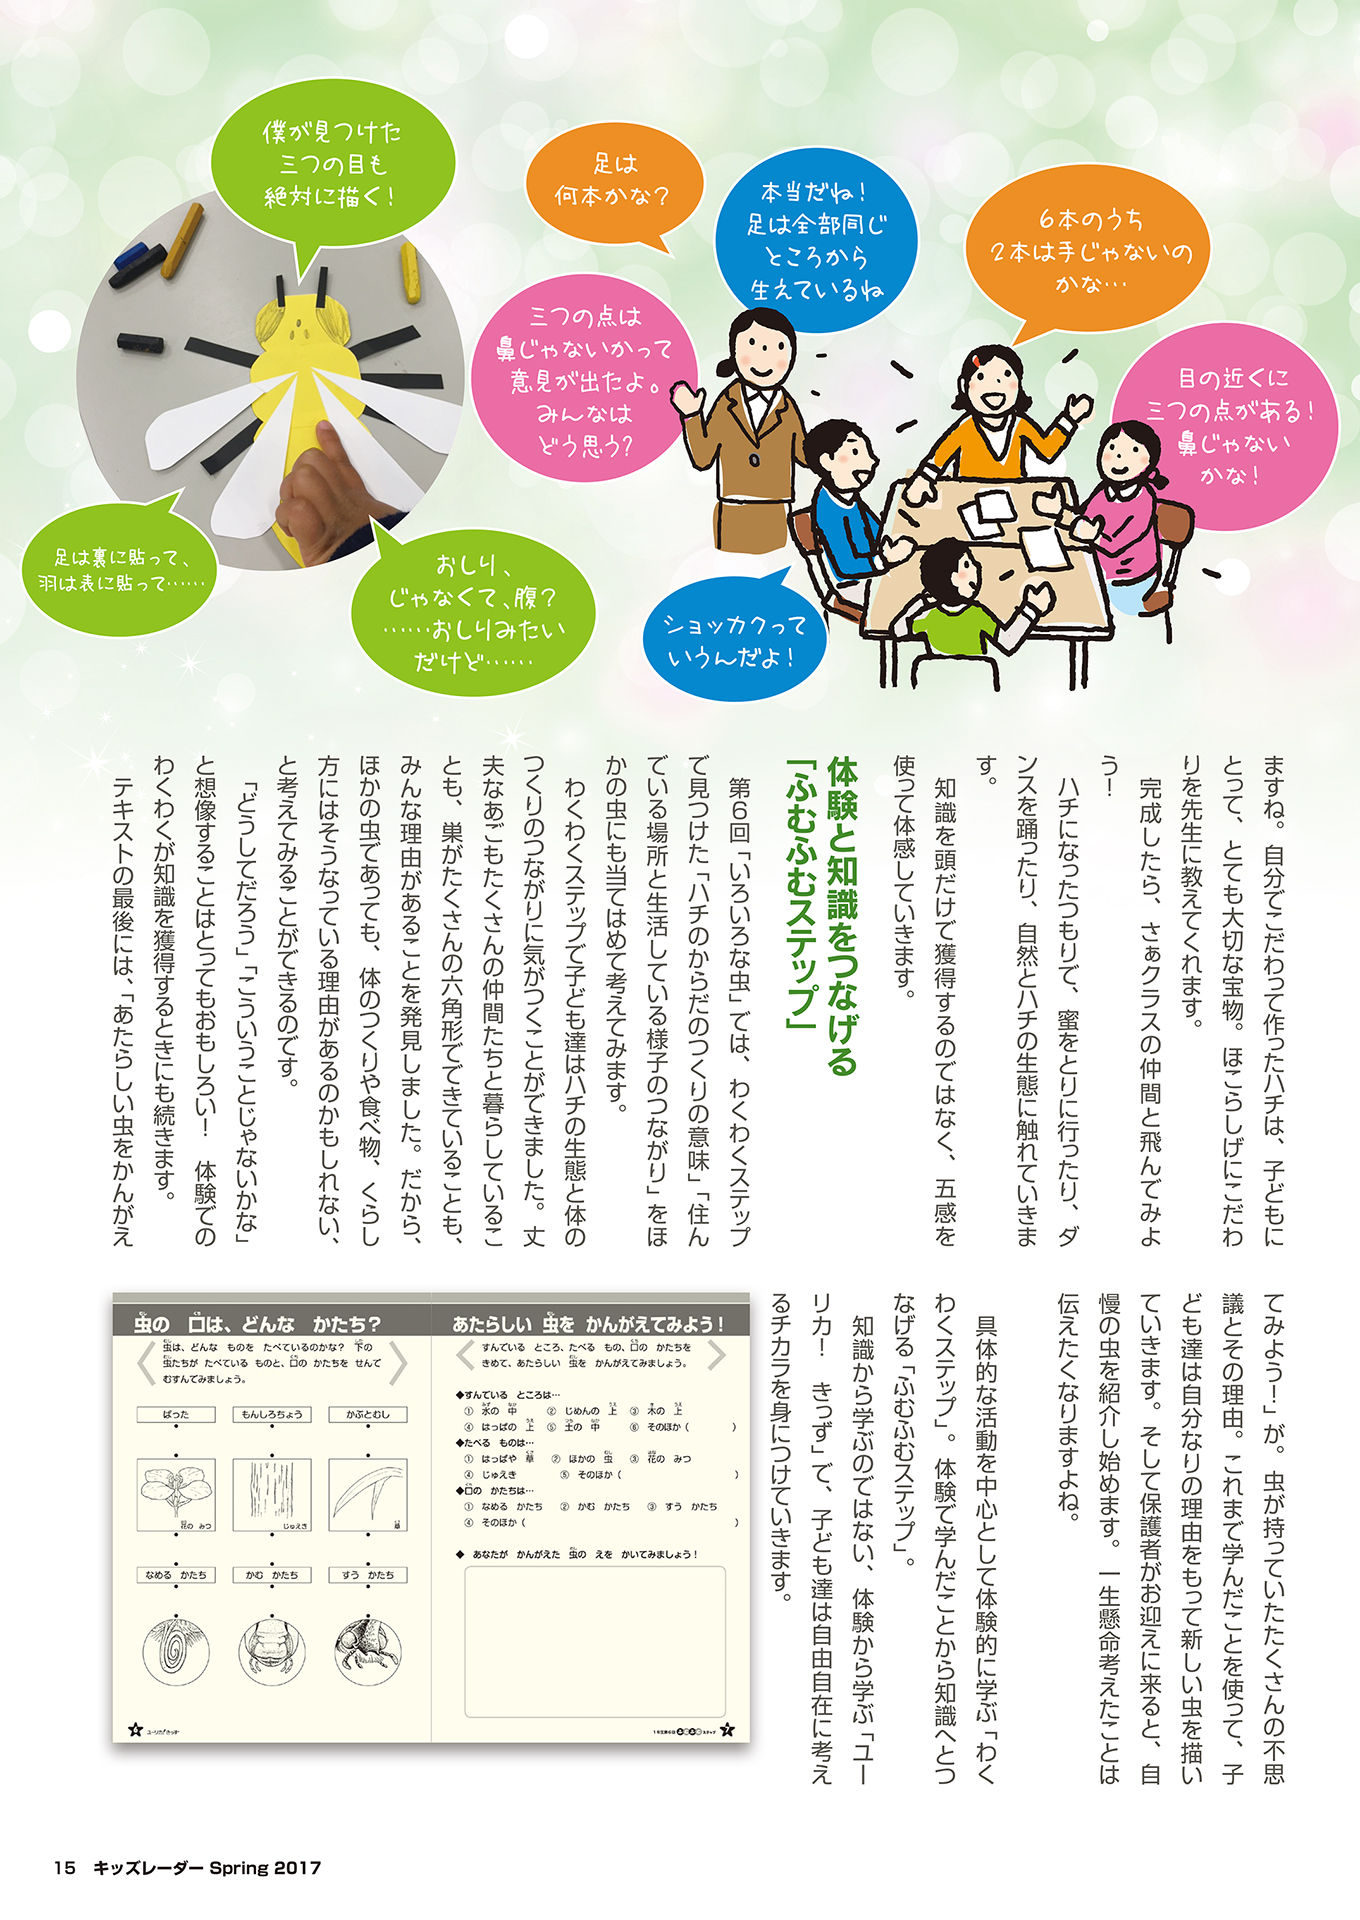 僕が見つけた
三つの目も
絶対に描く!
足は
何本かな?
本当だね!
足は全部同じ
ところから
生えているね
6本のうち
2本は手じゃないの
かな…
三つの点は
鼻じゃないかって
意見が出たよ。
みんなは
どう思う?
目の近くに
三つの点がある!
鼻じゃない
かな!
足は裏に貼って、
羽は表に貼って……
おしり、
じゃなくて、腹?
……おしりみたい
だけど……
ショッカクって
いうんだよ!
ますね。自分でこだわって作ったハチは、子どもに
とって、とても大切な宝物。ほこらしげにこだわ
りを先生に教えてくれます。
完成したら、さぁクラスの仲間と飛んでみよ
う!
ハチになったつもりで、蜜をとりに行ったり、ダ
ンスを踊ったり、自然とハチの生態に触れていきま
す。
知識を頭だけで獲得するのではなく、五感を
使って体感していきます。
体験と知識をつなげる
「ふむふむステップ」
第6回「いろいろな虫」では、わくわくステップ
で見つけた「ハチのからだのつくりの意味」「住ん
でいる場所と生活している様子のつながり」をほ
かの虫にも当てはめて考えてみます。
わくわくステップで子ども達はハチの生態と体の
つくりのつながりに気がつくことができました。丈
夫なあごもたくさんの仲間たちと暮らしているこ
とも、巣がたくさんの六角形でできていることも、
みんな理由があることを発見しました。だから、
ほかの虫であっても、体のつくりや食べ物、くらし
方にはそうなっている理由があるのかもしれない、
と考えてみることができるのです。
「どうしてだろう」「こういうことじゃないかな」
と想像することはとってもおもしろい! 体験での
わくわくが知識を獲得するときにも続きます。
テキストの最後には、「あたらしい虫をかんがえ
てみよう!」が。虫が持っていたたくさんの不思
議とその理由。これまで学んだことを使って、子
ども達は自分なりの理由をもって新しい虫を描い
ていきます。そして保護者がお迎えに来ると、自
慢の虫を紹介し始めます。一生懸命考えたことは
伝えたくなりますよね。
具体的な活動を中心として体験的に学ぶ「わく
わくステップ」。体験で学んだことから知識へとつ
なげる「ふむふむステップ」。
知識から学ぶのではない、体験から学ぶ「ユー
リカ! きっず」で、子ども達は自由自在に考え
るチカラを身につけていきます。
虫の 口は、どんな かたち?
虫は、どんな ものを たべているのかな? 下の
虫たちが たべている ものと、口の かたちを せんで
むすんでみましょう。
ばった もんしろちょう かぶとむし
花の みつ じゅえき 草
なめる かたち かむ かたち すう かたち
ユーリカ!きっず
あたらしい 虫を かんがえてみよう!
すんでいる ところ、たべる もの、口の かたちを
きめて、あたらしい 虫を かんがえてみましょう。
◆すんでいる ところは…
① 水の 中 ② じめんの 上 ③ 木の 上
④ はっぱの 上 ⑤ 土の 中 ⑥ そのほか( )
◆たべる ものは…
① はっぱや 草 ② ほかの 虫 ③ 花の みつ
④ じゅえき ⑤ そのほか( )
◆口の かたちは…
① なめる かたち ② かむ かたち ③ すう かたち
④ そのほか( )
◆ あなたが かんがえた 虫の えを かいてみましょう!
15 キッズレーダー Spring 2017